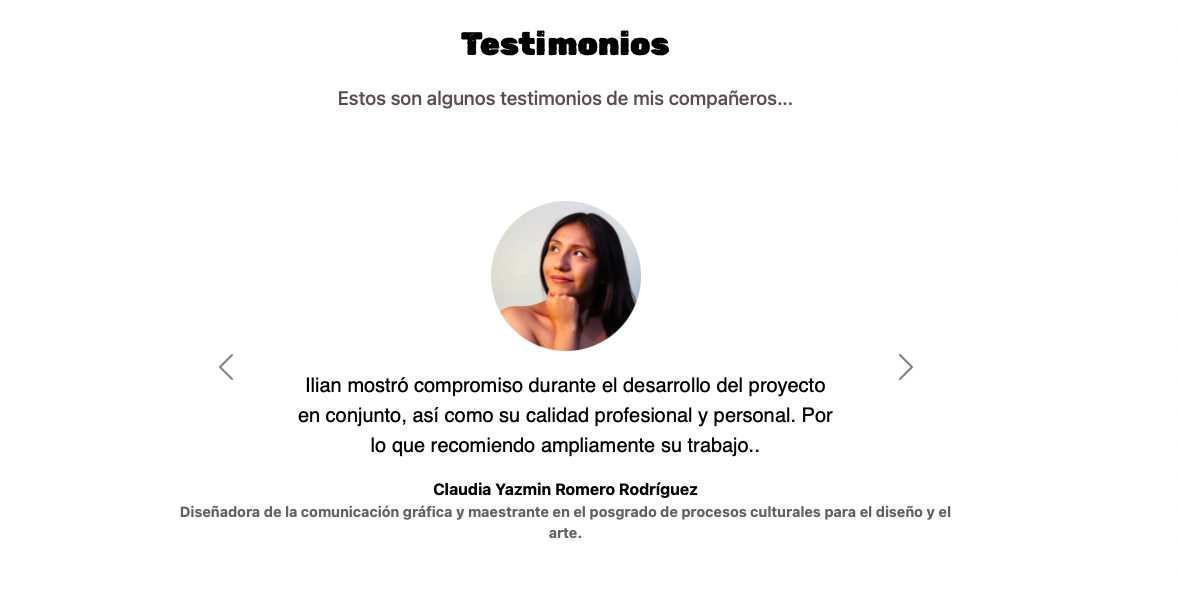 Testimonios
Estos son algunos testimonios de mis compañeros...
Ilian mostró compromiso durante el desarrollo del proyecto
en conjunto, así como su calidad profesional y personal. Por
lo que recomiendo ampliamente su trabajo..
Claudia Yazmin Romero Rodríguez
Diseñadora de la comunicación gráfica y maestrante en el posgrado de procesos culturales para el diseño y el
arte.